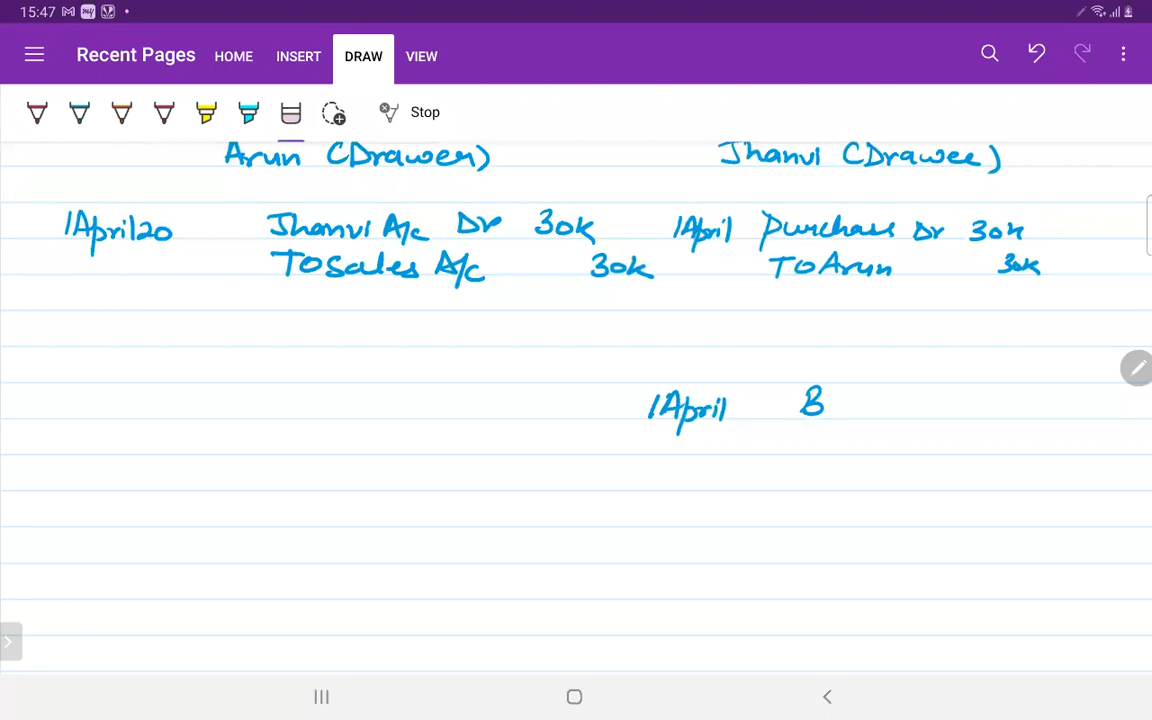 15:47
Recent Pages HOME INSERT DRAW VIEW
Stop
Arun (Drawer) Jhanvi (Drawee)
1April20 Jhanvi A/c Dr 30k 1April purchase Dr 30k
To Sales A/c 30k To Arun 30k
1April B